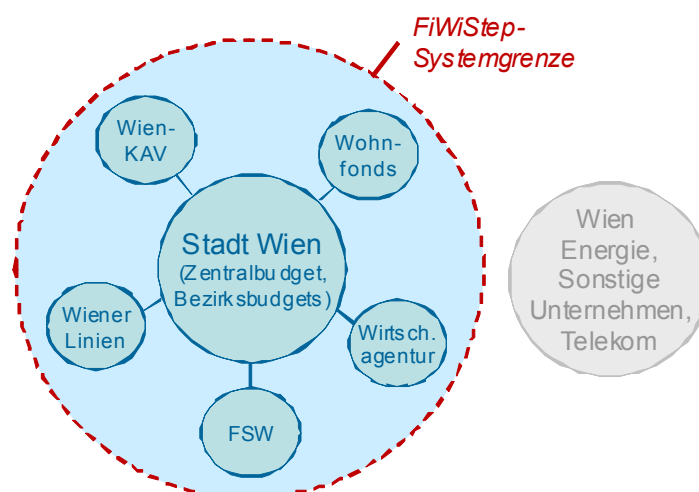 FiWiStep-
Systemgrenze
Wien-
KAV
Wohn-
fonds
Stadt Wien
(Zentralbudget,
Bezirksbudgets)
Wiener
Linien
Wirtsch.
agentur
FSW
Wien
Energie,
Sonstige
Unternehmen,
Telekom